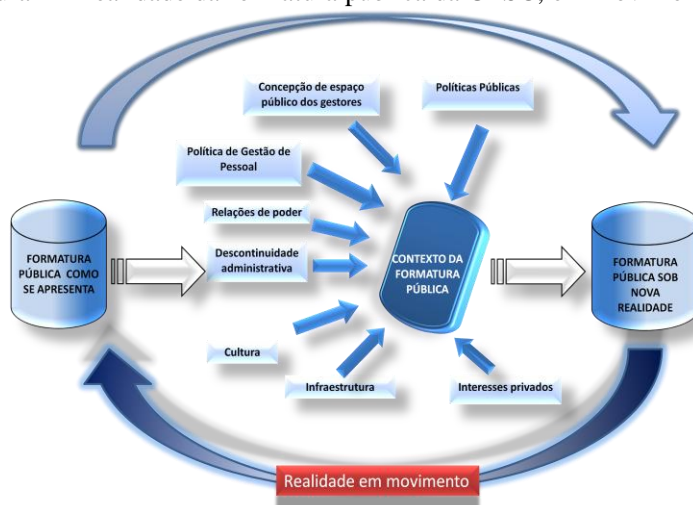 Concepção de espaço
público dos gestores
Políticas Públicas
Política de Gestão de
Pessoal
Relações de poder
Descontinuidade
administrativa
FORMATURA
PÚBLICA COMO
SE APRESENTA
CONTEXTO DA
FORMATURA
PÚBLICA
FORMATURA
PÚBLICA SOB
NOVA
REALIDADE
Cultura
Infraestrutura
Interesses privados
Realidade em movimento